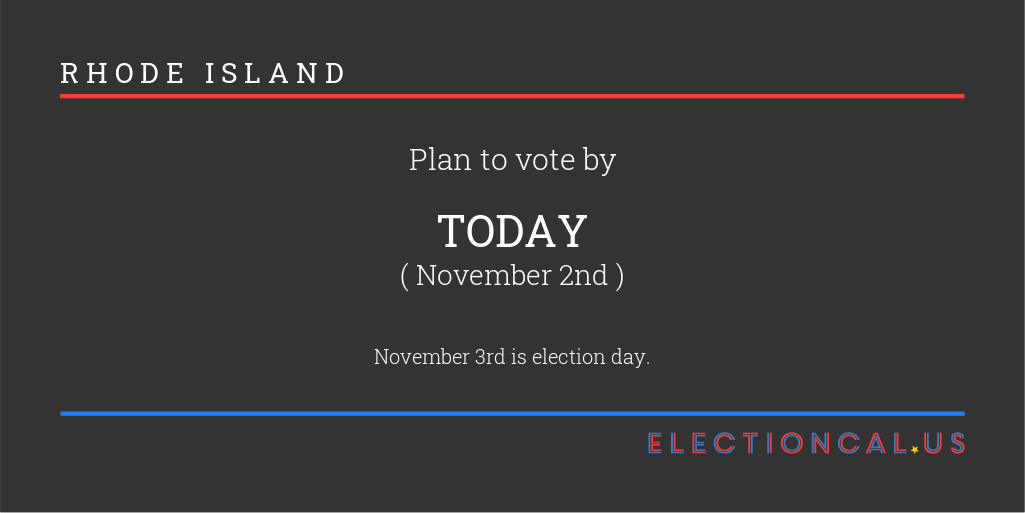 RHODE ISLAND
Plan to vote by
TODAY
( November 2nd )
November 3rd is election day.
ELECTIONCAL.US